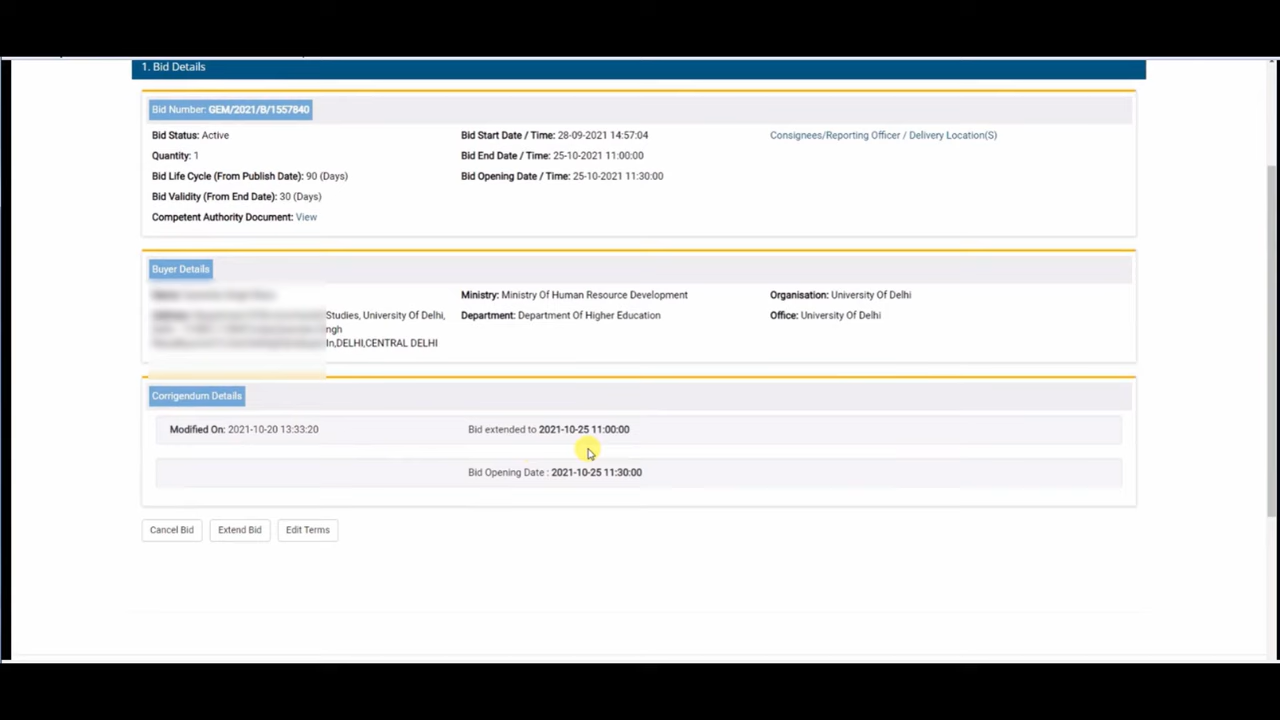 1. Bid Details
Bid Number: GEM/2021/B/1557840
Bid Status: Active
Quantity: 1
Bid Life Cycle (From Publish Date): 90 (Days)
Bid Validity (From End Date): 30 (Days)
Competent Authority Document: View
Bid Start Date / Time: 28-09-2021 14:57:04
Bid End Date / Time: 25-10-2021 11:00:00
Bid Opening Date / Time: 25-10-2021 11:30:00
Consignees/Reporting Officer / Delivery Location(S)
Buyer Details
Studies, University Of Delhi,
ngh
In,DELHI,CENTRAL DELHI
Ministry: Ministry Of Human Resource Development
Department: Department Of Higher Education
Organisation: University Of Delhi
Office: University Of Delhi
Corrigendum Details
Modified On: 2021-10-20 13:33:20 Bid extended to 2021-10-25 11:00:00
Bid Opening Date : 2021-10-25 11:30:00
Cancel Bid Extend Bid Edit Terms